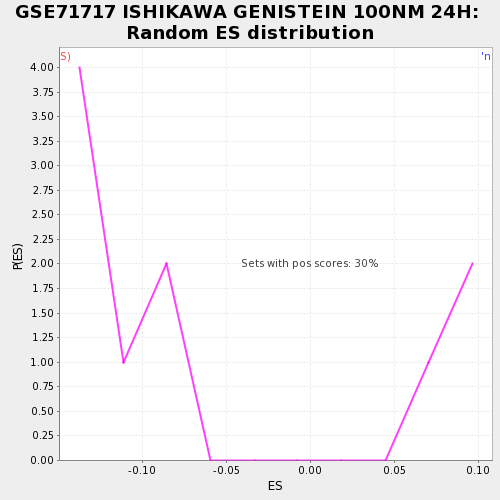 GSE71717 ISHIKAWA GENISTEIN 100NM 24H:
Random ES distribution
S)
'n
4.00
3.75
3.50
3.25
3.00
2.75
2.50
2.25
2.00
1.75
1.50
1.25
1.00
0.75
0.50
0.25
0.00
P(ES)
Sets with pos scores: 30%
-0.10 -0.05 0.00 0.05 0.10
ES